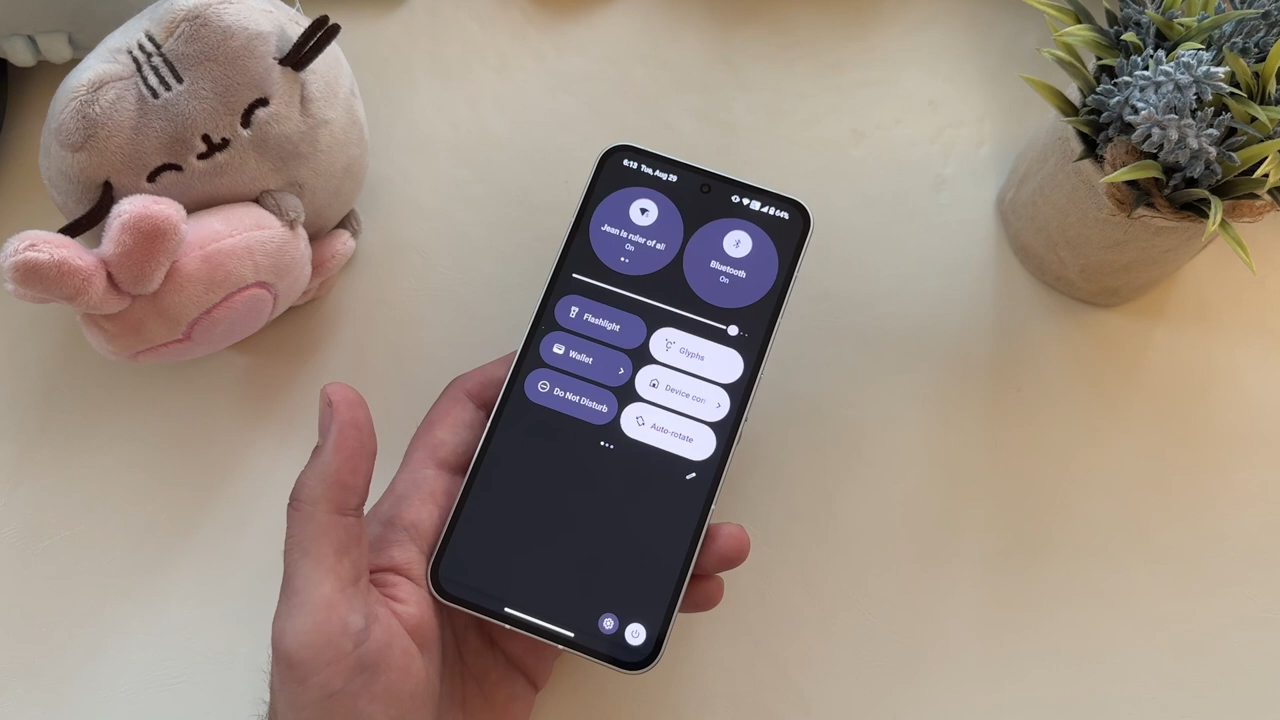 6:13 Tue, Aug 29
64%
Jean is ruler of all
On
Bluetooth
On
Flashlight
Glyphs
Wallet
Device con
Do Not Disturb
Auto-rotate